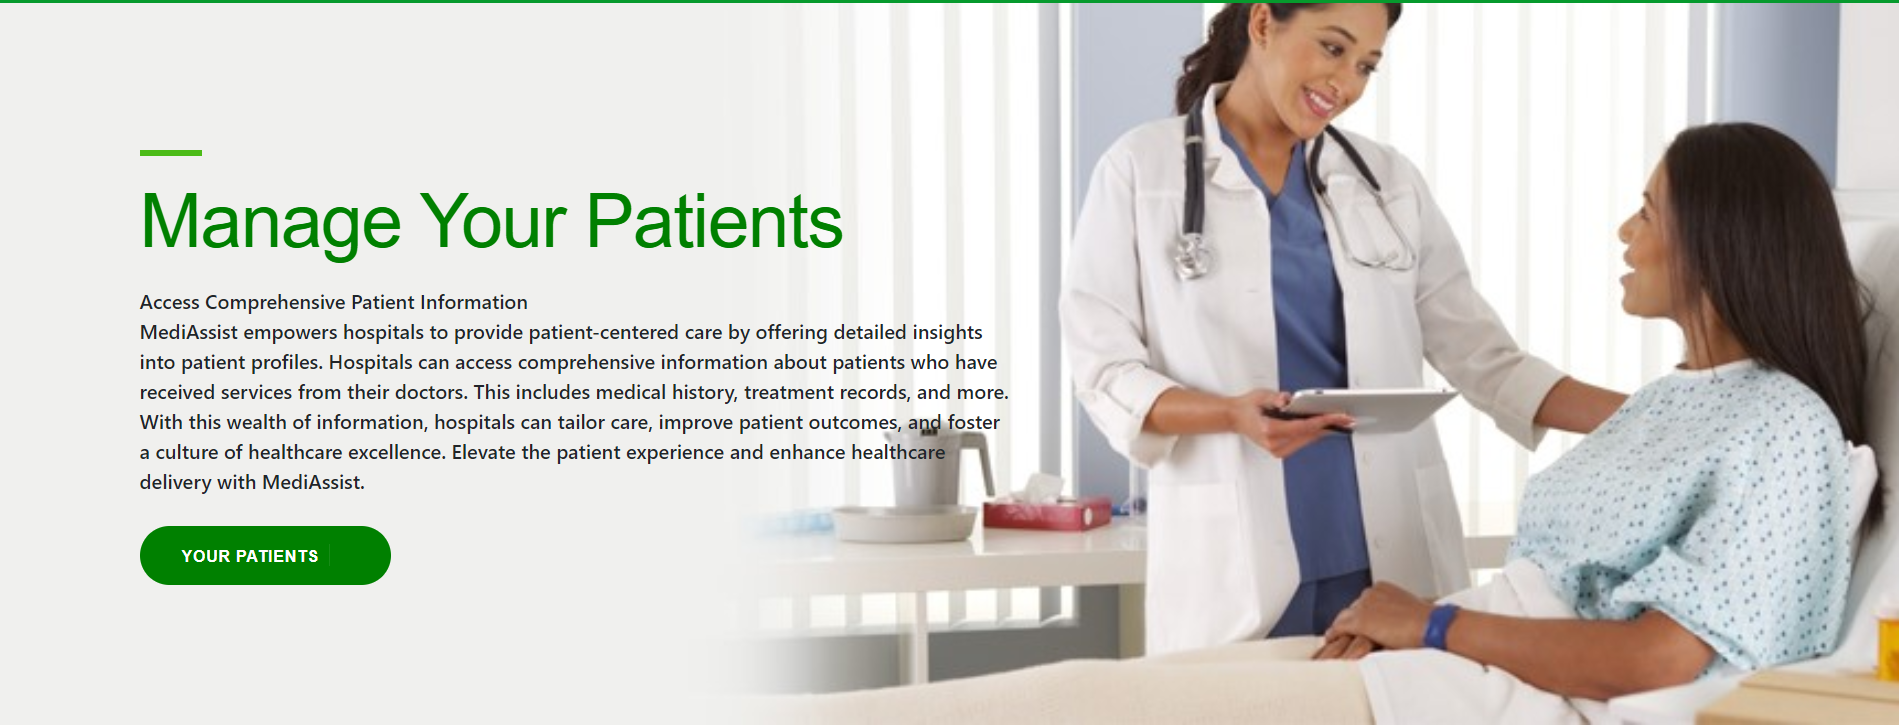 Manage Your Patients
Access Comprehensive Patient Information
MediAssist empowers hospitals to provide patient-centered care by offering detailed insights
into patient profiles. Hospitals can access comprehensive information about patients who have
received services from their doctors. This includes medical history, treatment records, and more.
With this wealth of information, hospitals can tailor care, improve patient outcomes, and foster
a culture of healthcare excellence. Elevate the patient experience and enhance healthcare
delivery with MediAssist.
YOUR PATIENTS